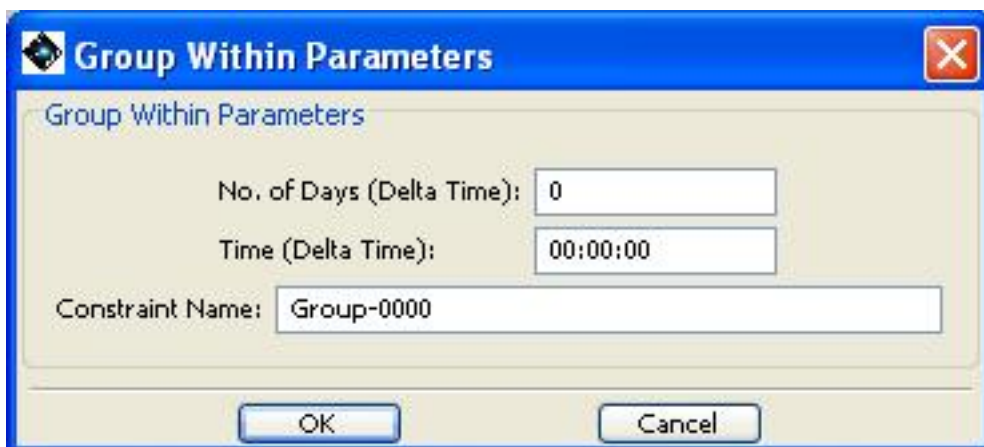 Group Within Parameters
Group Within Parameters
No. of Days (Delta Time): 0
Time (Delta Time): 00:00:00
Constraint Name: Group-0000
OK Cancel